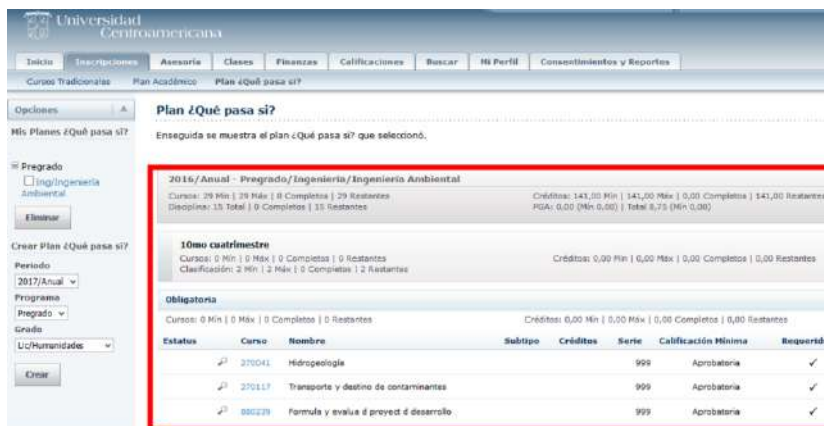 Universidad
Centroamericana
Inicio Inscripciones Asesoría Clases Finanzas Calificaciones Buscar Mi Perfil Consentimientos y Reportes
Cursos Tradicionales Plan Académico Plan ¿Qué pasa si?
Opciones
Mis Planes ¿Qué pasa si?
Pregrado
Ing/Ingeniería
Ambiental
Eliminar
Crear Plan ¿Qué pasa si?
Periodo
2017/Anual
Programa
Pregrado
Grado
Lic/Humanidades
Crear
Plan ¿Qué pasa si?
Enseguida se muestra el plan ¿Qué pasa si? que seleccionó.
2016/Anual - Pregrado/Ingeniería/Ingeniería Ambiental
Cursos: 29 Min | 29 Máx | 0 Completos | 29 Restantes Créditos: 141,00 Min | 141,00 Máx | 0,00 Completos | 141,00 Restantes
Disciplina: 15 Total | 0 Completos | 15 Restantes PGA: 0,00 (Mín 0,00) | Total 8,75 (Mín 0,00)
10mo cuatrimestre
Cursos: 0 Min | 0 Máx | 0 Completos | 0 Restantes Créditos: 0,00 Min | 0,00 Máx | 0,00 Completos | 0,00 Restantes
Clasificación: 2 Min | 2 Máx | 0 Completos | 2 Restantes
Obligatoria
Cursos: 0 Min | 0 Máx | 0 Completos | 0 Restantes Créditos: 0,00 Min | 0,00 Máx | 0,00 Completos | 0,00 Restantes
Estatus Curso Nombre Subtipo Créditos Serie Calificación Mínima Requerido
270041 Hidrogeología 999 Aprobatoria ✓
270117 Transporte y destino de contaminantes 999 Aprobatoria ✓
880239 Formula y evalua d proyect d desarrollo 999 Aprobatoria ✓